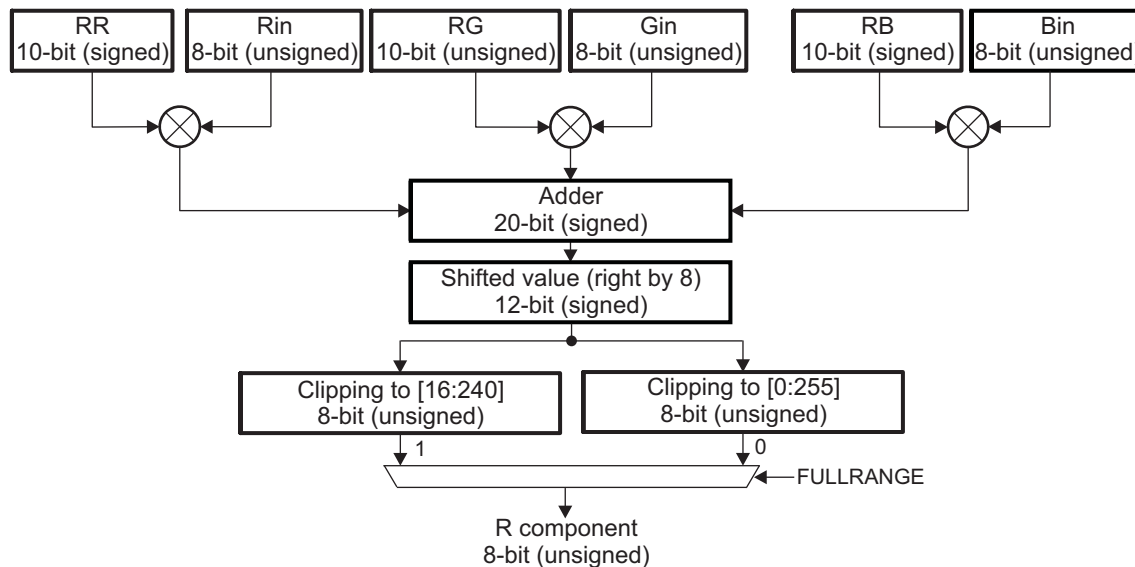 RR
10-bit (signed)
Rin
8-bit (unsigned)
RG
10-bit (unsigned)
Gin
8-bit (unsigned)
RB
10-bit (signed)
Bin
8-bit (unsigned)
Adder
20-bit (signed)
Shifted value (right by 8)
12-bit (signed)
Clipping to [16:240]
8-bit (unsigned)
Clipping to [0:255]
8-bit (unsigned)
1
0
FULLRANGE
R component
8-bit (unsigned)